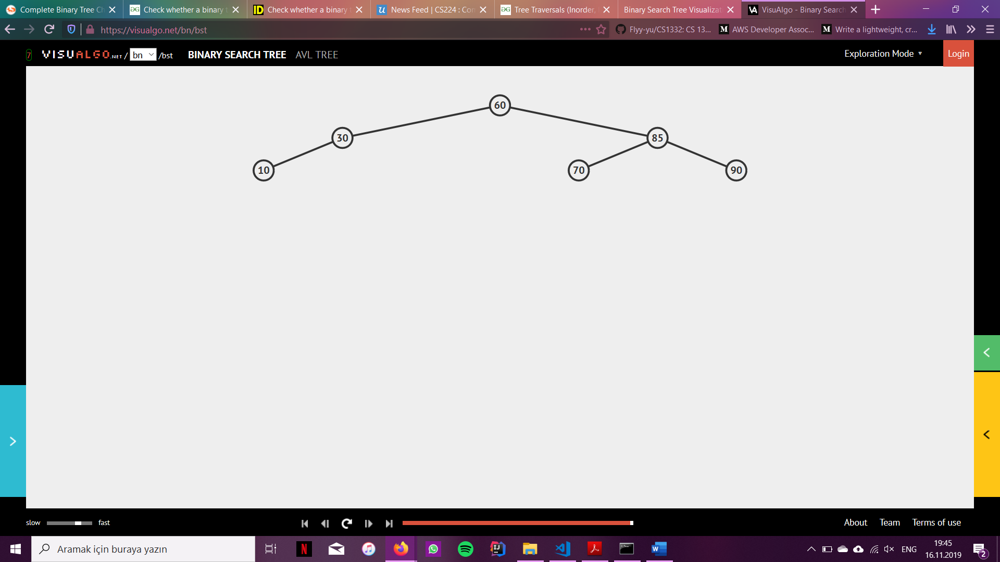 Complete Binary Tree Ch
Check whether a binary t
Check whether a binary t
News Feed | CS224 : Con
Tree Traversals (Inorder,
Binary Search Tree Visualizat
VisuAlgo - Binary Search
https://visualgo.net/bn/bst
Flyy-yu/CS1332: CS 13...
AWS Developer Assoc...
Write a lightweight, cr...
7 VISUALGO.NET / bn /bst BINARY SEARCH TREE AVL TREE Exploration Mode Login
60
30 85
10 70 90
slow fast
About Team Terms of use
Aramak için buraya yazın
ENG
19:45
16.11.2019
2